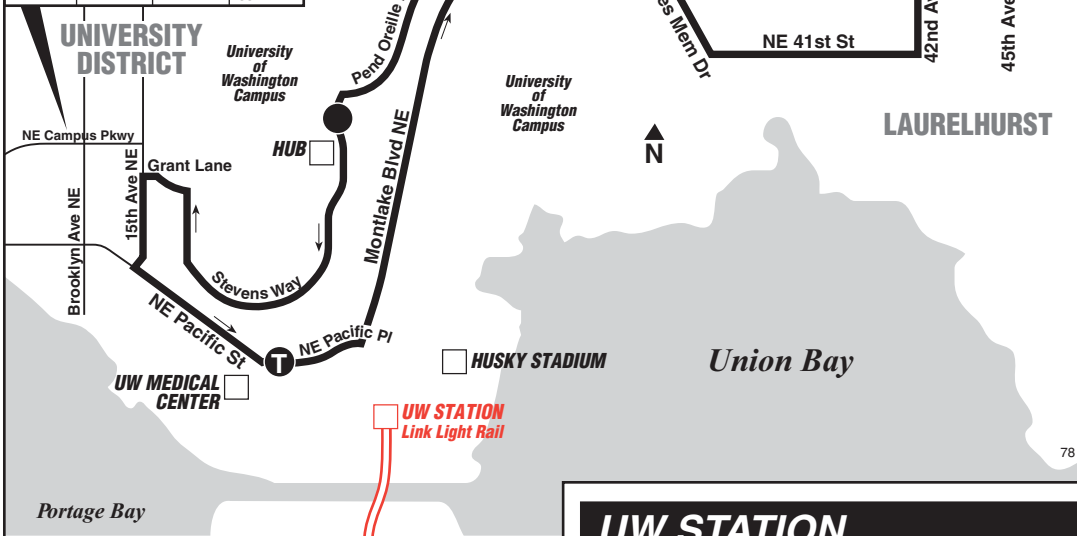 UNIVERSITY
DISTRICT
University
of
Washington
Campus
Pend Oreille
es Mem Dr
NE 41st St
42nd Av
45th Ave
University
of
Washington
Campus
LAURELHURST
NE Campus Pkwy
HUB
N
Grant Lane
15th Ave NE
Brooklyn Ave NE
Montlake Blvd NE
Stevens Way
NE Pacific St
NE Pacific Pl
T
HUSKY STADIUM
Union Bay
UW MEDICAL
CENTER
UW STATION
Link Light Rail
78
Portage Bay
UW STATION